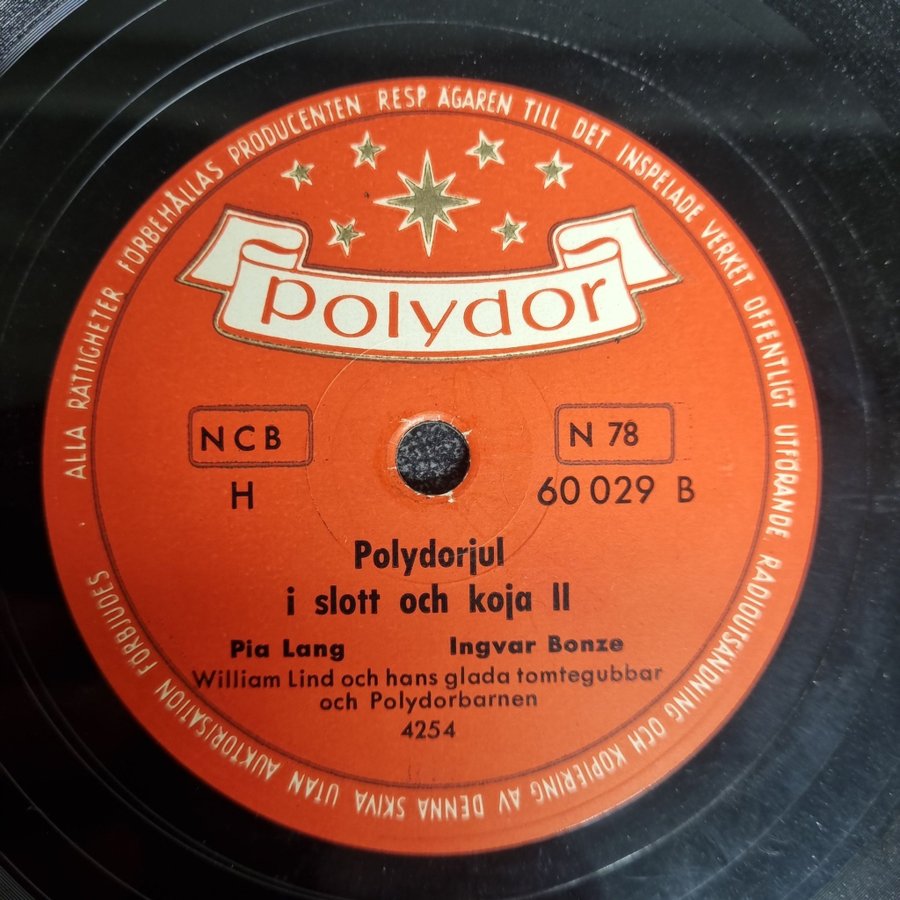 ALLA RÄTTIGHETER FÖRBEHÅLLAS PRODUCENTEN RESP ÄGAREN TILL DET INSPELADE VERKET OFFENTLIGT UTFÖRANDE, RADIOUTSÄNDNING OCH KOPIERING AV DENNA SKIVA UTAN AUKTORISATION FÖRBJUDES
polydor
NCB N 78
H 60 029 B
Polydorjul
i slott och koja II
Pia Lang Ingvar Bonze
William Lind och hans glada tomtegubbar
och Polydorbarnen
4254